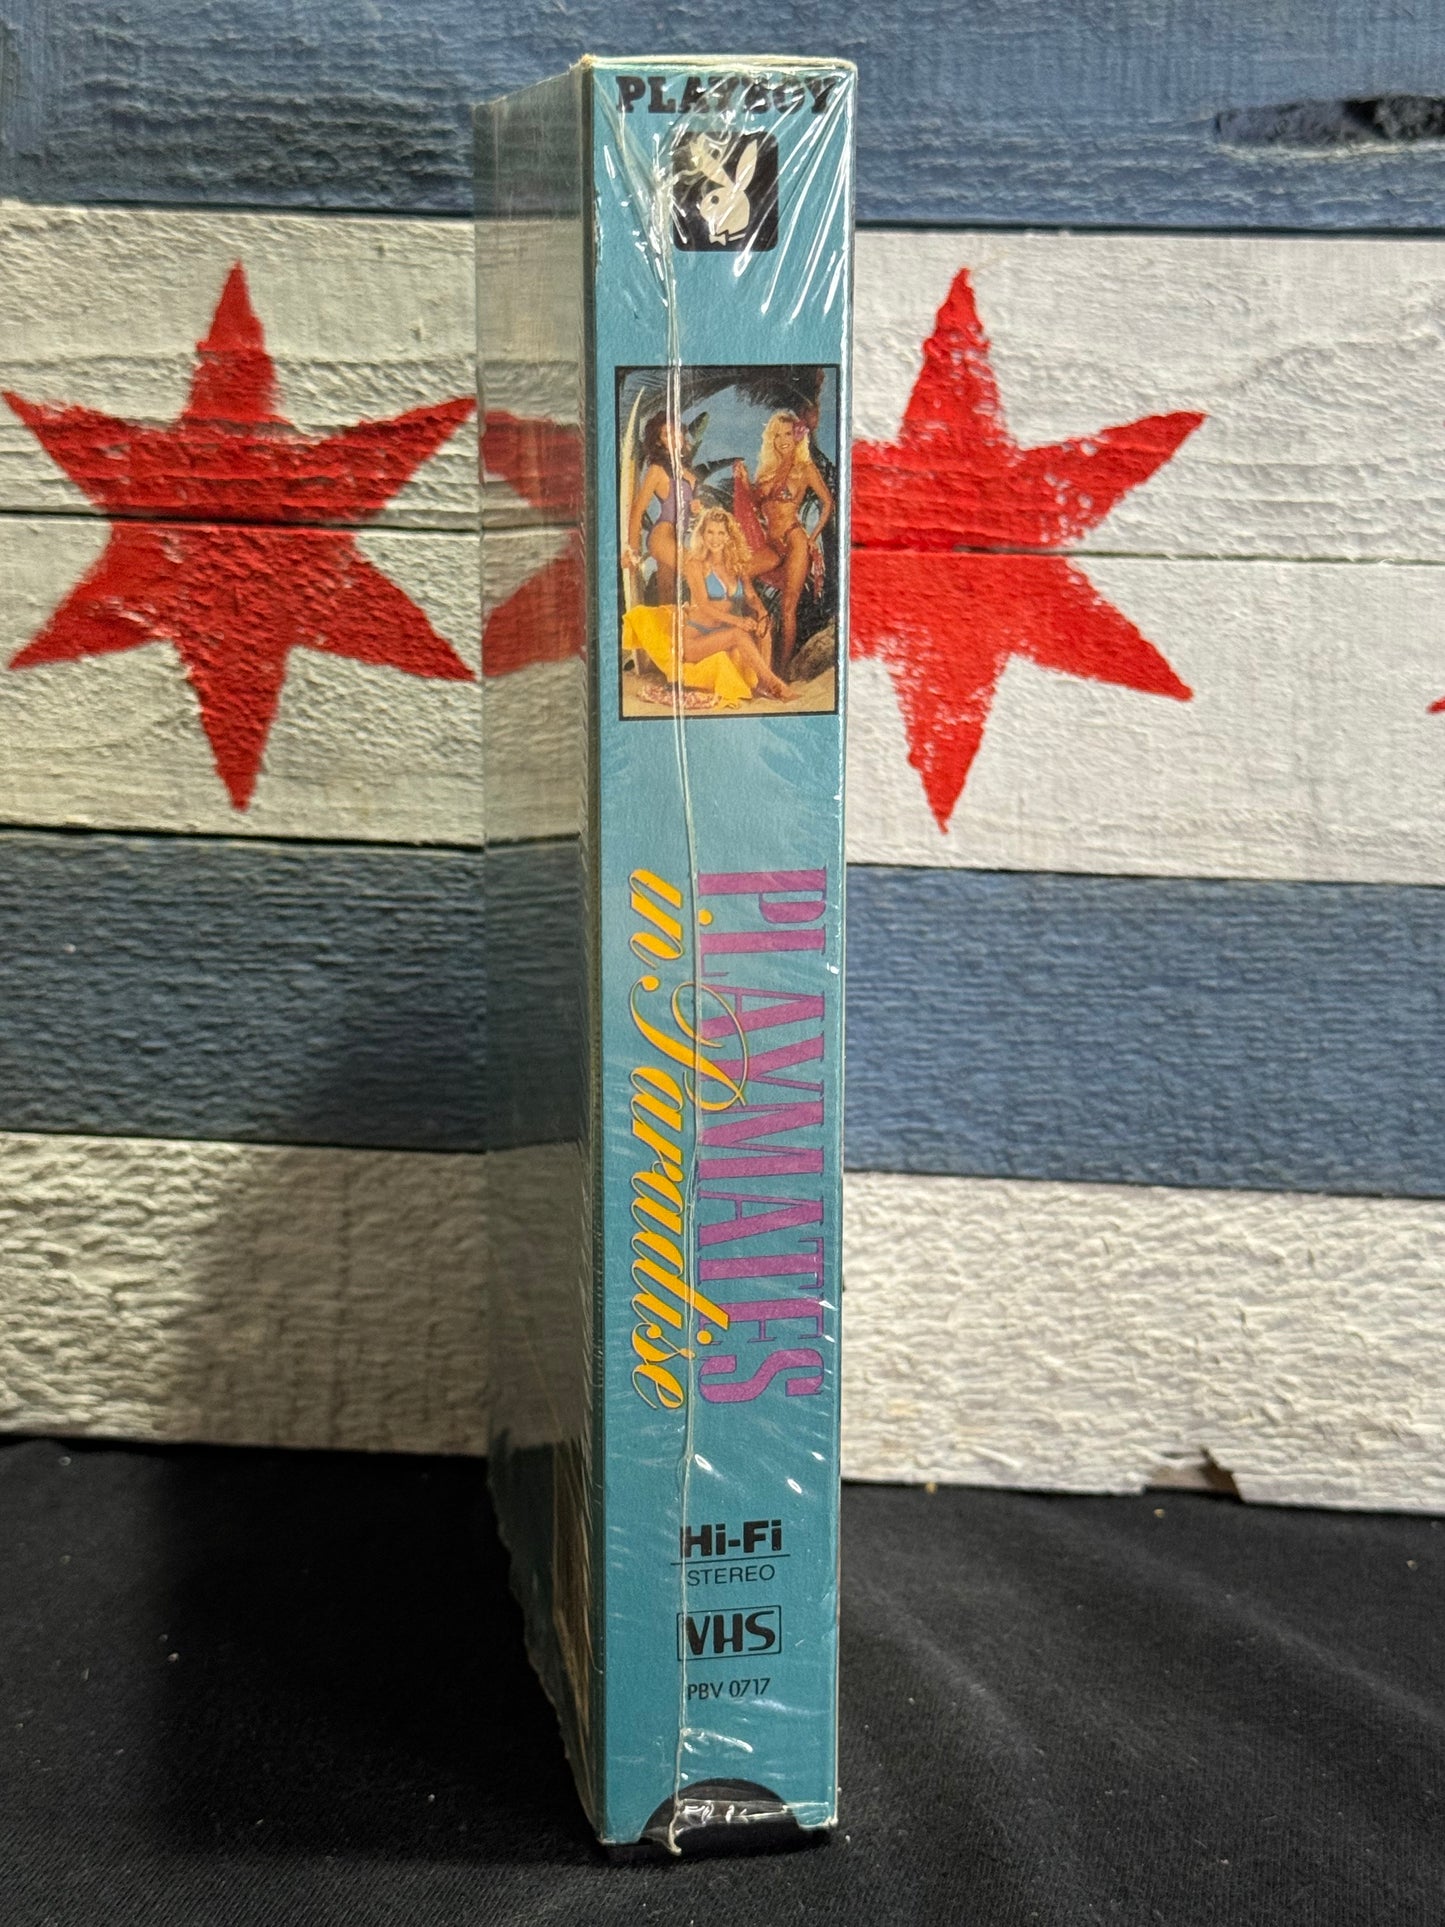 PLAYBOY
PLAYMATES
in Paradise
Hi-Fi
STEREO
VHS
PBV 0717